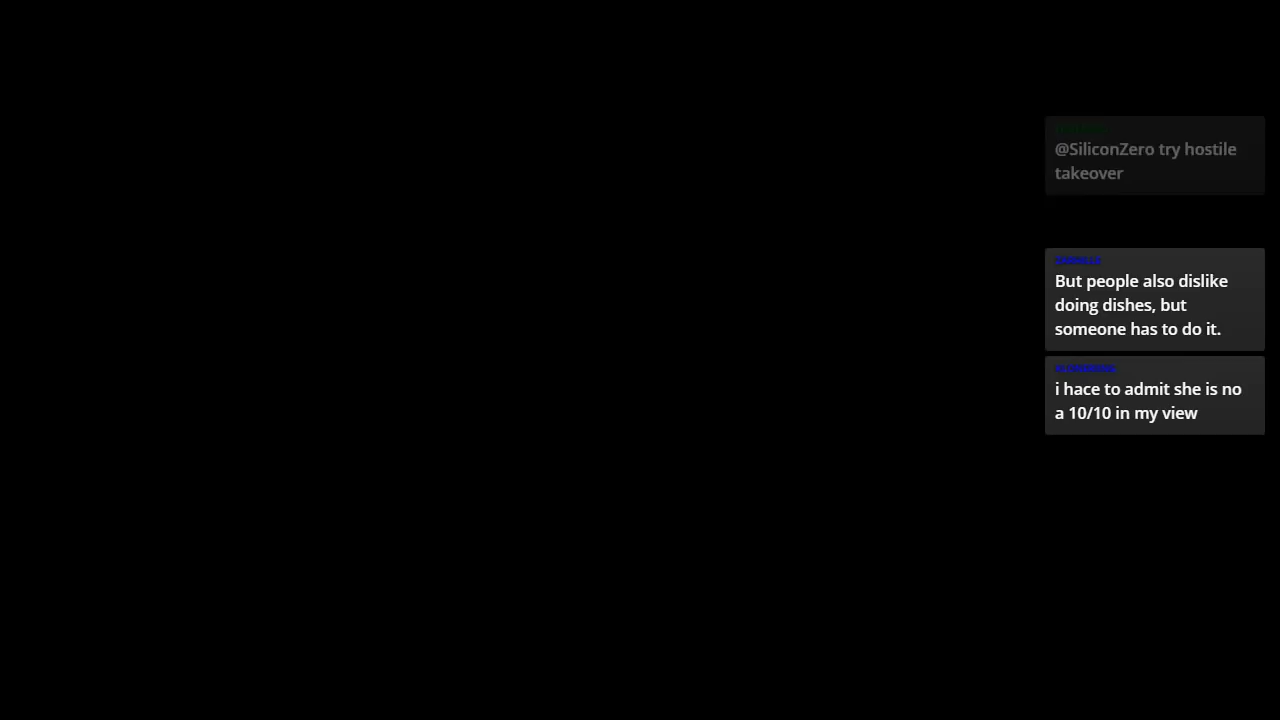 @SiliconZero try hostile
takeover
But people also dislike
doing dishes, but
someone has to do it.
i hace to admit she is no
a 10/10 in my view